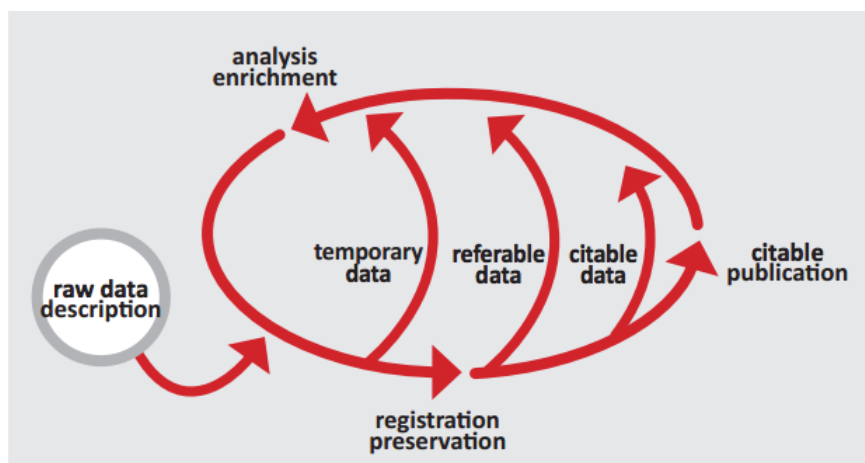 analysis
enrichment
temporary
data
referable
data
citable
data
citable
publication
raw data
description
registration
preservation